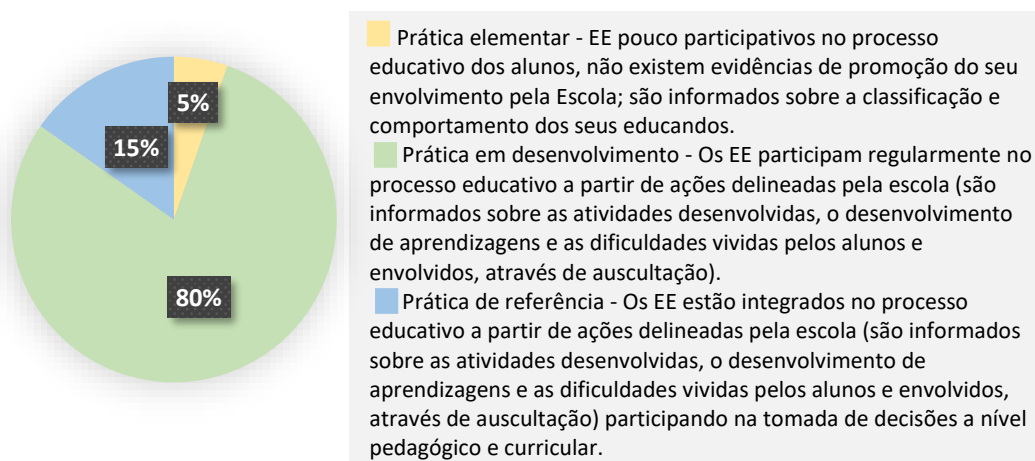 5%
15%
80%
Prática elementar - EE pouco participativos no processo
educativo dos alunos, não existem evidências de promoção do seu
envolvimento pela Escola; são informados sobre a classificação e
comportamento dos seus educandos.
Prática em desenvolvimento - Os EE participam regularmente no
processo educativo a partir de ações delineadas pela escola (são
informados sobre as atividades desenvolvidas, o desenvolvimento
de aprendizagens e as dificuldades vividas pelos alunos e
envolvidos, através de auscultação).
Prática de referência - Os EE estão integrados no processo
educativo a partir de ações delineadas pela escola (são informados
sobre as atividades desenvolvidas, o desenvolvimento de
aprendizagens e as dificuldades vividas pelos alunos e envolvidos,
através de auscultação) participando na tomada de decisões a nível
pedagógico e curricular.